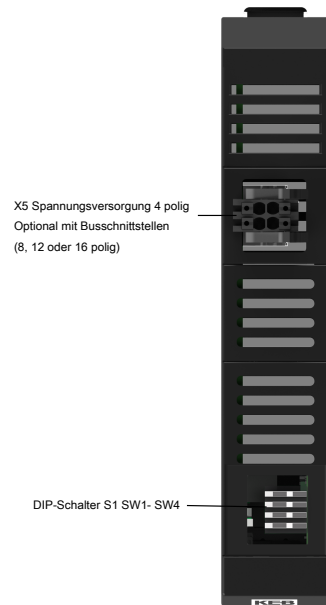 X5 Spannungsversorgung 4 polig
Optional mit Busschnittstellen
(8, 12 oder 16 polig)
DIP-Schalter S1 SW1- SW4
KEB